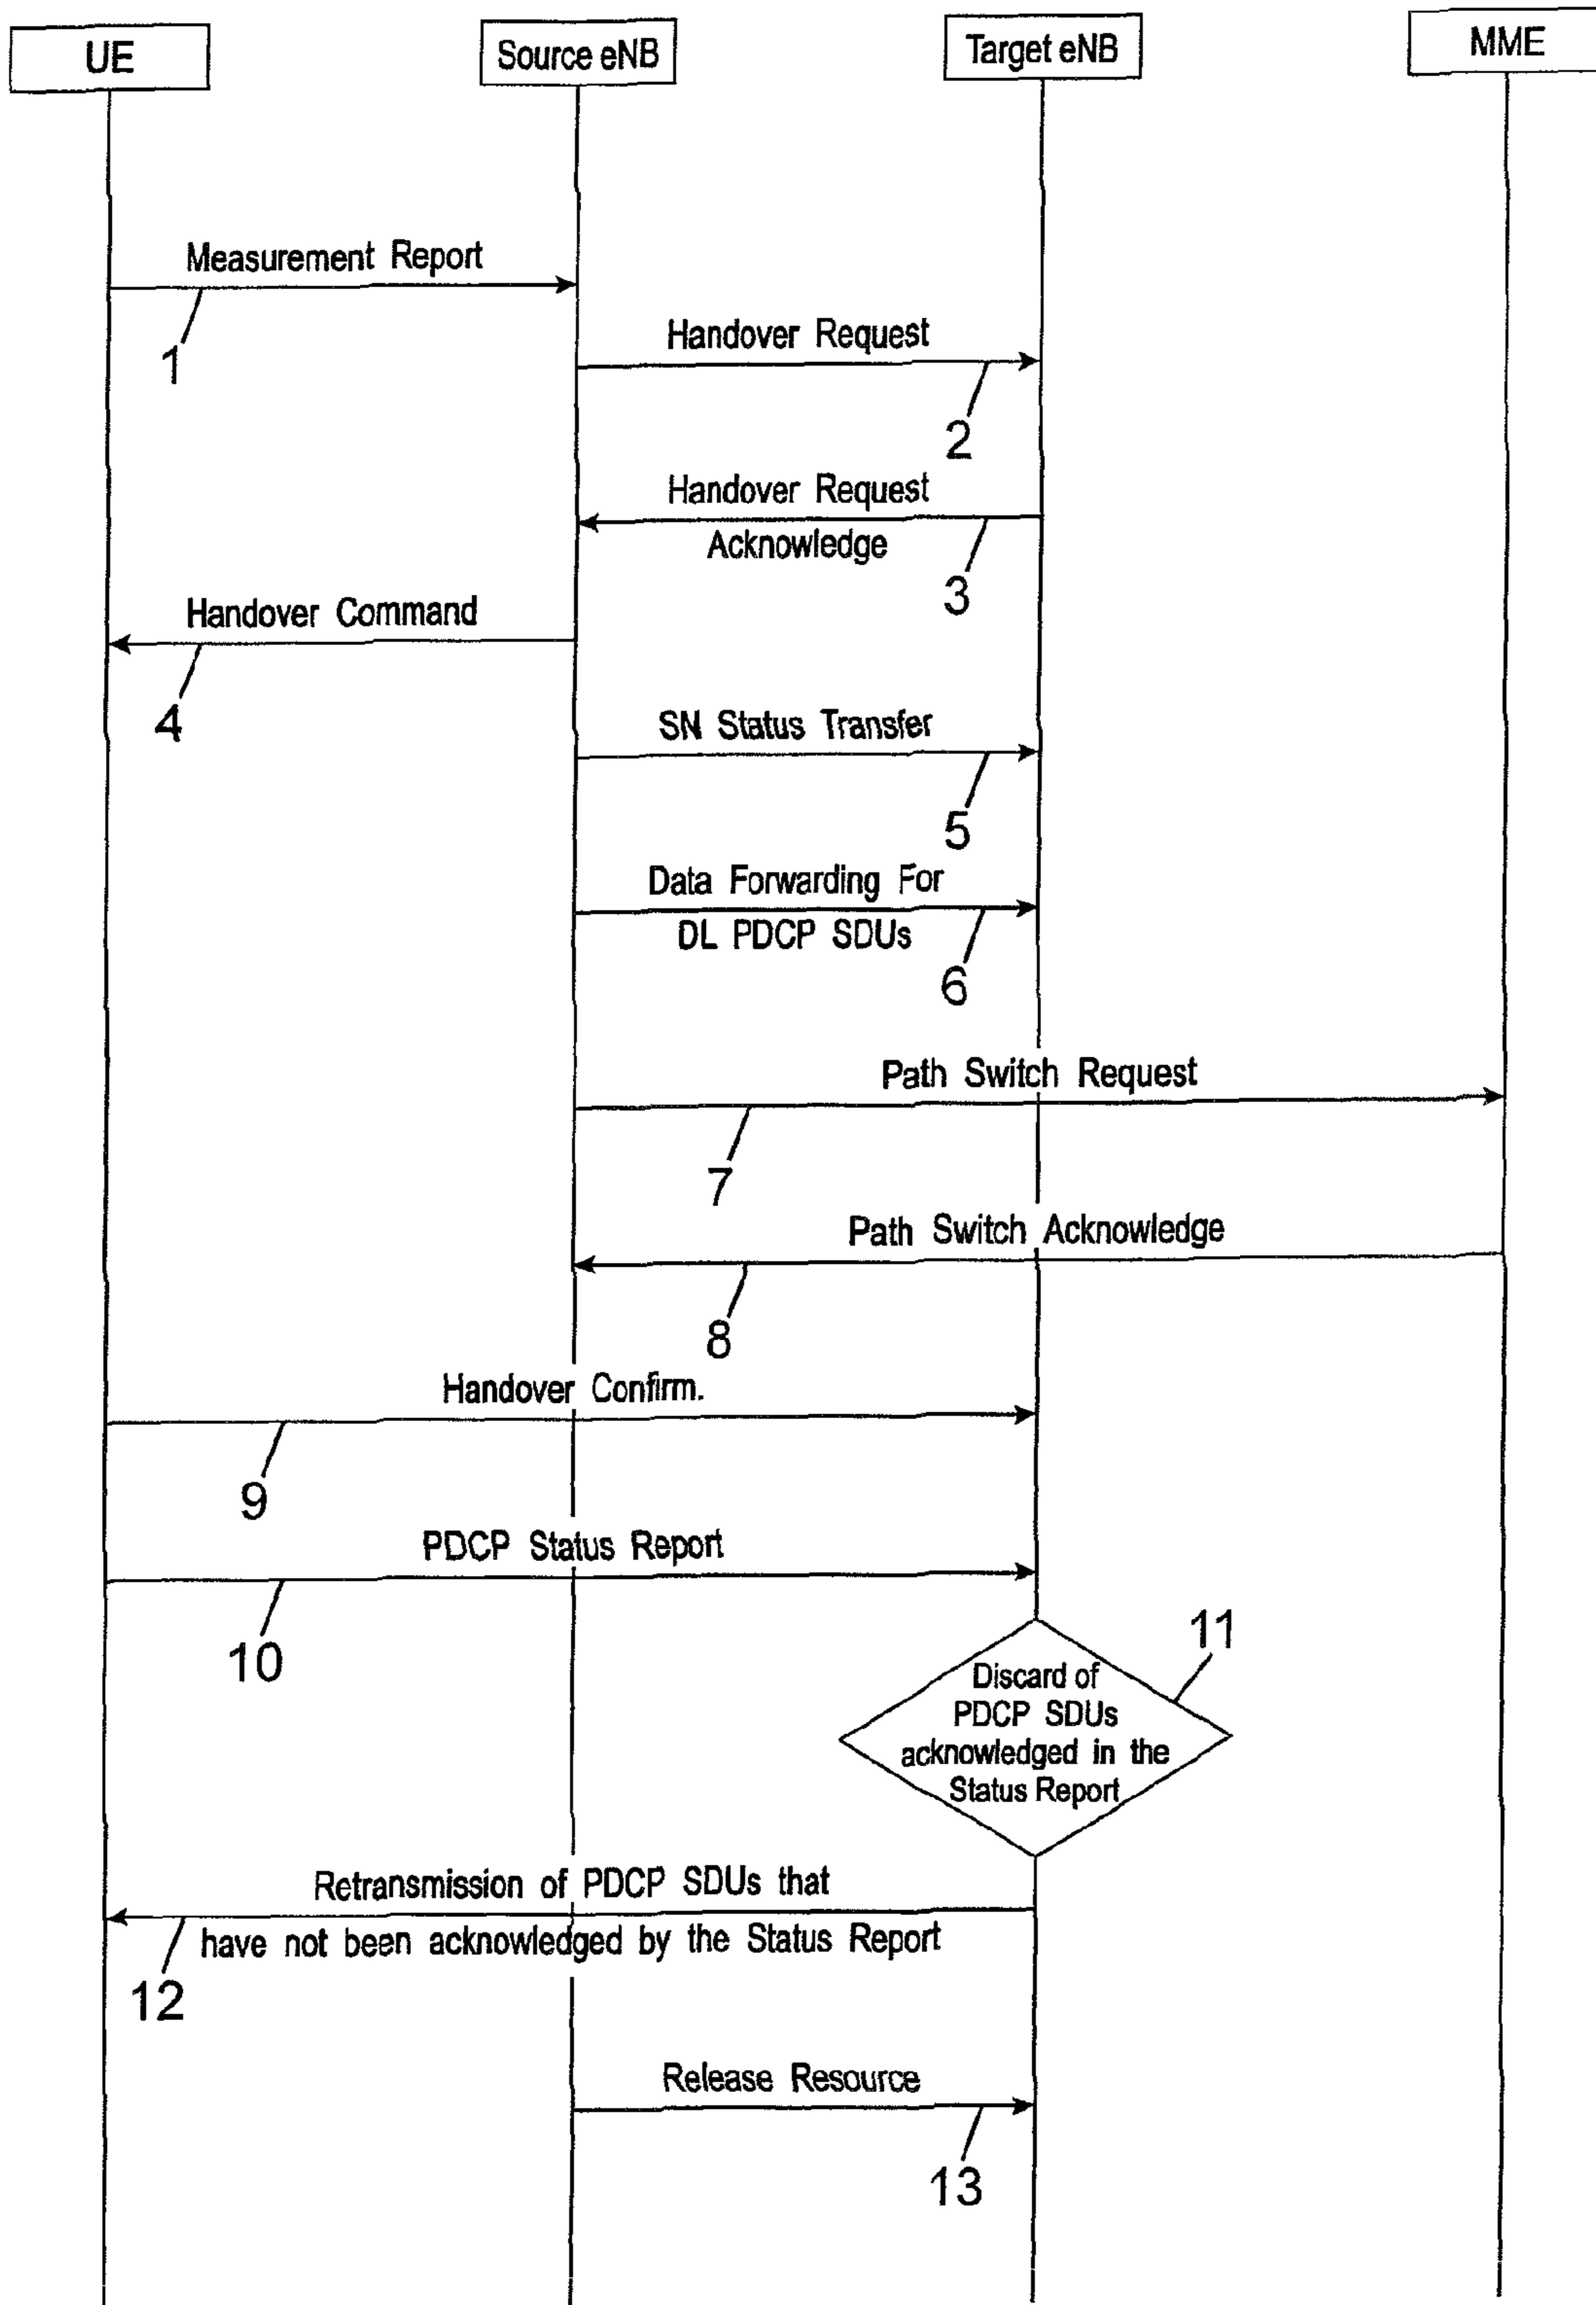 UE
Source eNB
Target eNB
MME
Measurement Report
1
Handover Request
2
Handover Request
Acknowledge
3
Handover Command
4
SN Status Transfer
5
Data Forwarding For
DL PDCP SDUs
6
Path Switch Request
7
Path Switch Acknowledge
8
Handover Confirm.
9
PDCP Status Report
10
11
Discard of
PDCP SDUs
acknowledged in the
Status Report
Retransmission of PDCP SDUs that
have not been acknowledged by the Status Report
12
Release Resource
13